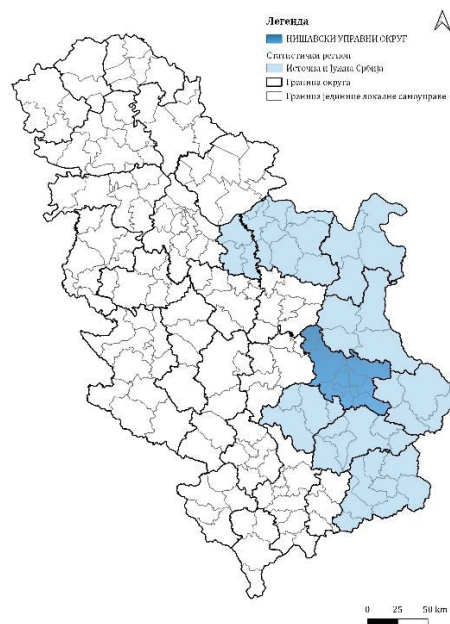 Легенда
НИШАВСКИ УПРАВНИ ОКРУГ
Статистички регион
Источна и Јужна Србија
Граница округа
Граница јединице локалне самоуправе
0 25 50 km